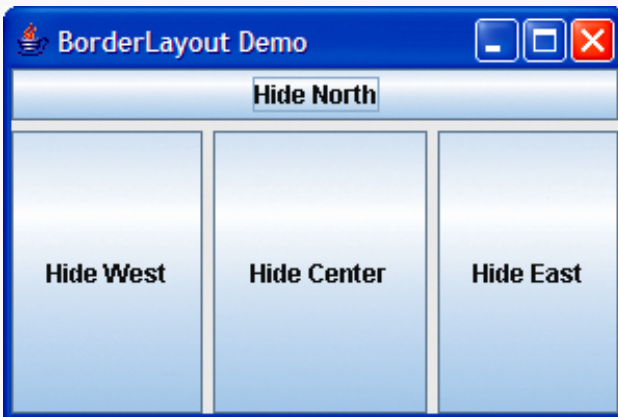 BorderLayout Demo
Hide North
Hide West
Hide Center
Hide East